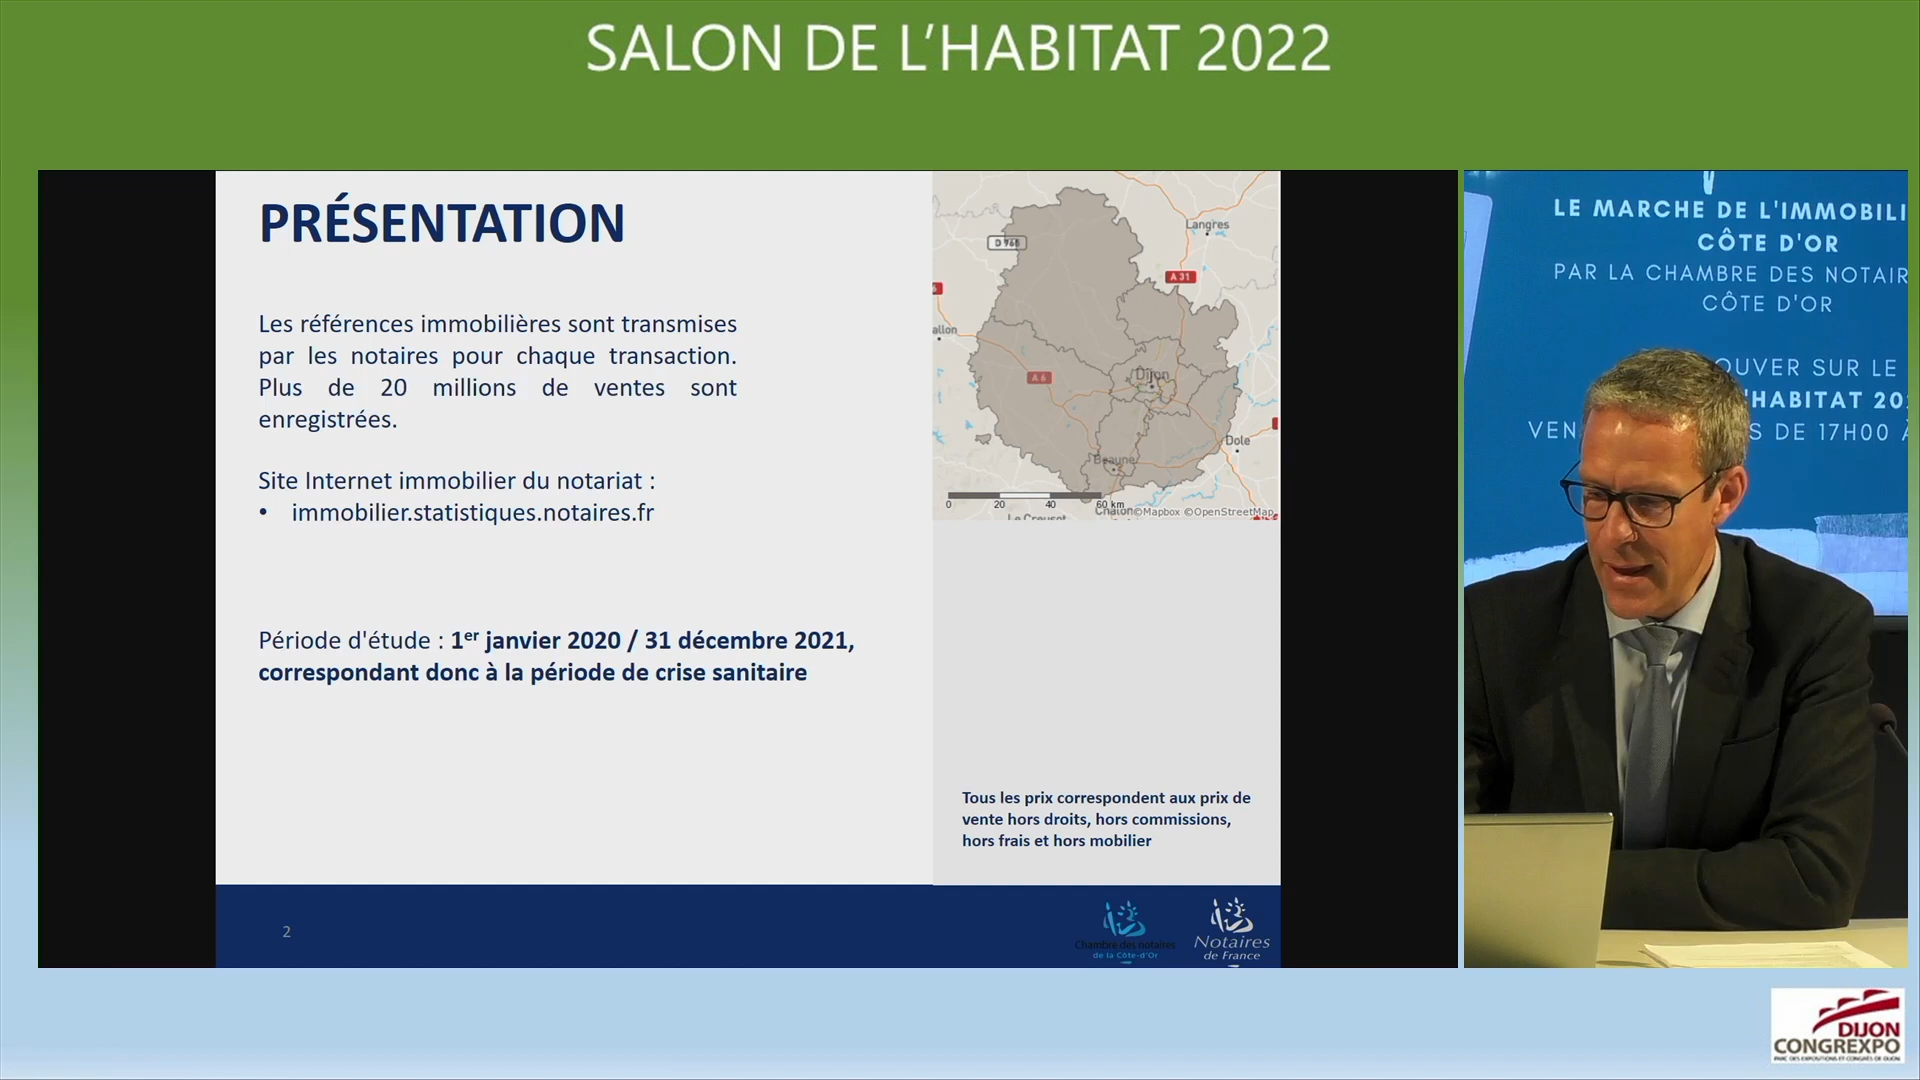 SALON DE L'HABITAT 2022
PRÉSENTATION
Les références immobilières sont transmises
par les notaires pour chaque transaction.
Plus de 20 millions de ventes sont
enregistrées.
Site Internet immobilier du notariat :
• immobilier.statistiques.notaires.fr
Période d'étude : 1er janvier 2020 / 31 décembre 2021,
correspondant donc à la période de crise sanitaire
Langres
A 31
A 6
Dijon
Dole
Beaune
0 20 40 60 km
Le Creusot
©Mapbox ©OpenStreetMap
Tous les prix correspondent aux prix de
vente hors droits, hors commissions,
hors frais et hors mobilier
2
Chambre des notaires
de la Côte-d'Or
Notaires
de France
LE MARCHE DE L'IMMOBILI
CÔTE D'OR
PAR LA CHAMBRE DES NOTAIR
CÔTE D'OR
OUVER SUR LE
'HABITAT 20
VEN S DE 17H00 À
DIJON
CONGREXPO
PARC DES EXPOSITIONS ET CONGRÈS DE DIJON